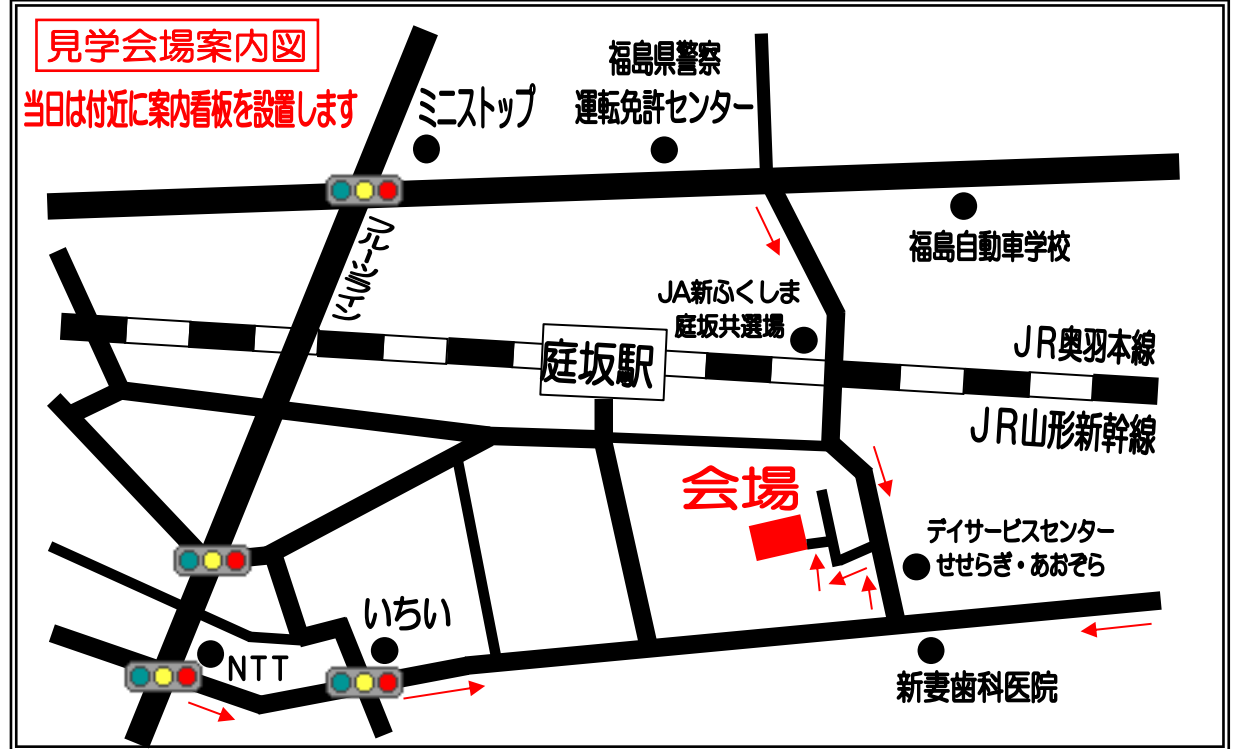 見学会場案内図
当日は付近に案内看板を設置します
ミニストップ
福島県警察
運転免許センター
フルーツライン
福島自動車学校
JA新ふくしま
庭坂共選場
庭坂駅
JR奥羽本線
JR山形新幹線
会場
デイサービスセンター
せせらぎ・あおぞら
いちい
NTT
新妻歯科医院